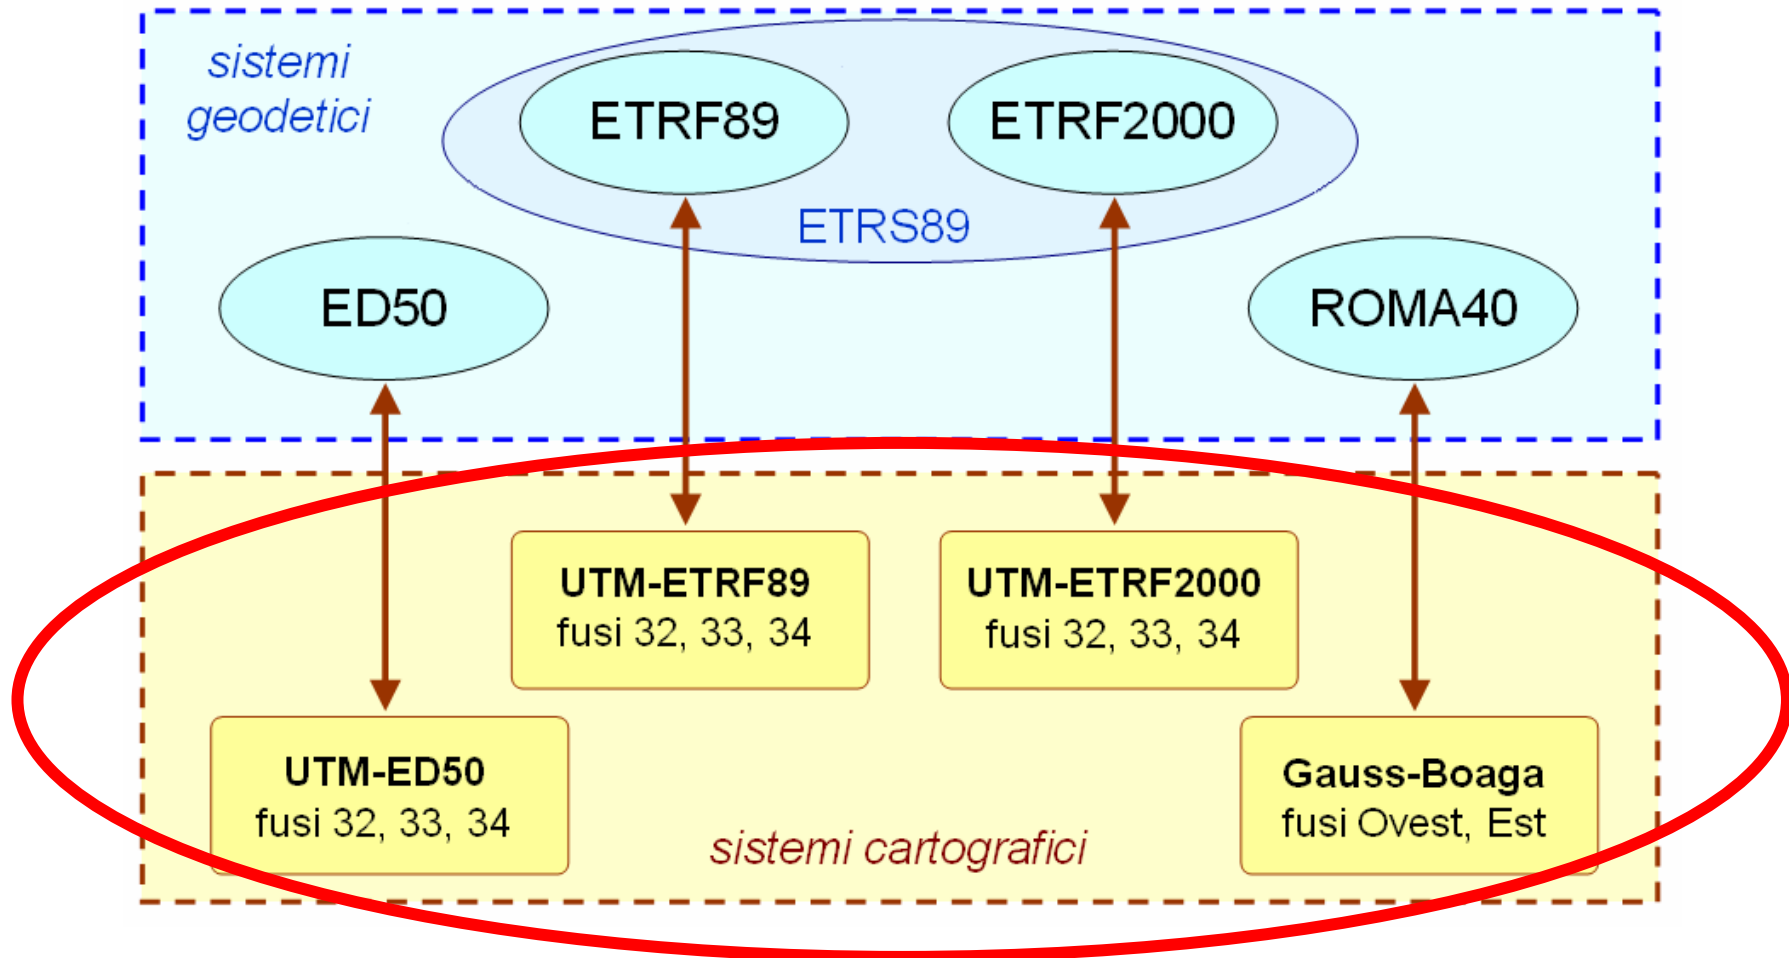 sistemi
geodetici
ETRF89
ETRF2000
ETRS89
ED50
ROMA40
UTM-ETRF89
fusi 32, 33, 34
UTM-ETRF2000
fusi 32, 33, 34
UTM-ED50
fusi 32, 33, 34
Gauss-Boaga
fusi Ovest, Est
sistemi cartografici